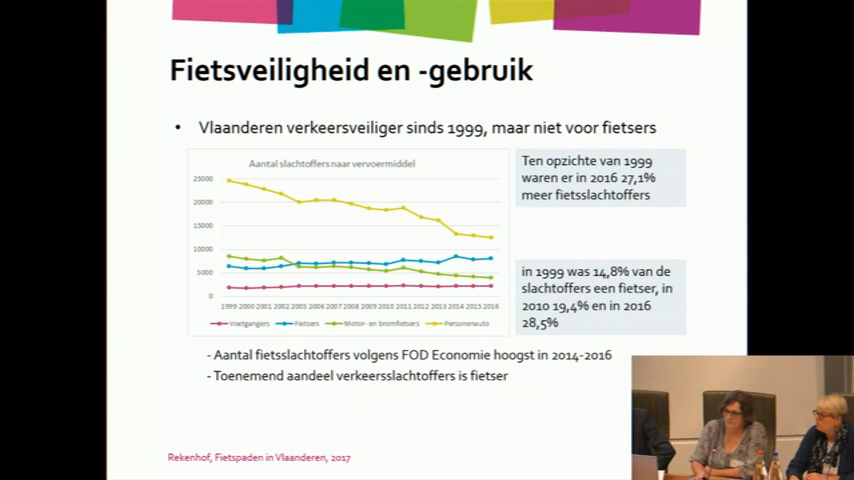 Fietsveiligheid en -gebruik
• Vlaanderen verkeersveiliger sinds 1999, maar niet voor fietsers
Aantal slachtoffers naar vervoermiddel
25000
20000
15000
10000
5000
0
1999 2000 2001 2002 2005 2006 2007 2008 2009 2010 2011 2012 2013 2014 2015 2016
Voetgangers Fietsers Motor- en bromfietsers Personenauto
Ten opzichte van 1999
waren er in 2016 27,1%
meer fietsslachtoffers
in 1999 was 14,8% van de
slachtoffers een fietser, in
2010 19,4% en in 2016
28,5%
- Aantal fietsslachtoffers volgens FOD Economie hoogst in 2014-2016
- Toenemend aandeel verkeersslachtoffers is fietser
Rekenhof, Fietspaden in Vlaanderen, 2017